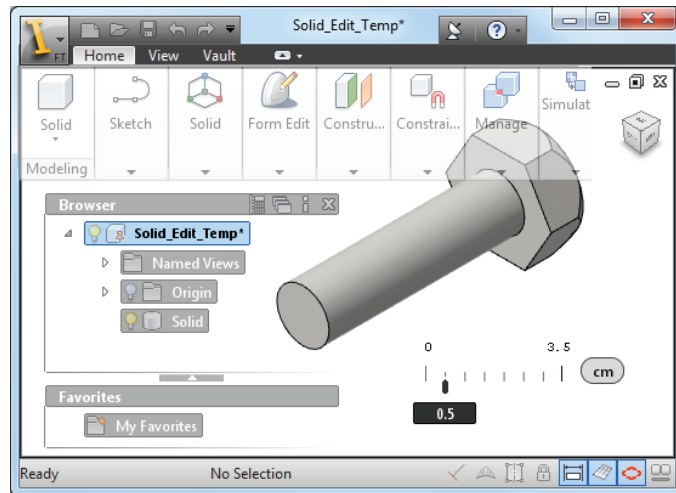 Solid_Edit_Temp*
FT Home View Vault
Solid Sketch Solid Form Edit Constru... Constrai... Manage Simulat
Modeling
Browser
Solid_Edit_Temp*
Named Views
Origin
Solid
0 3.5
cm
0.5
Favorites
My Favorites
Ready No Selection